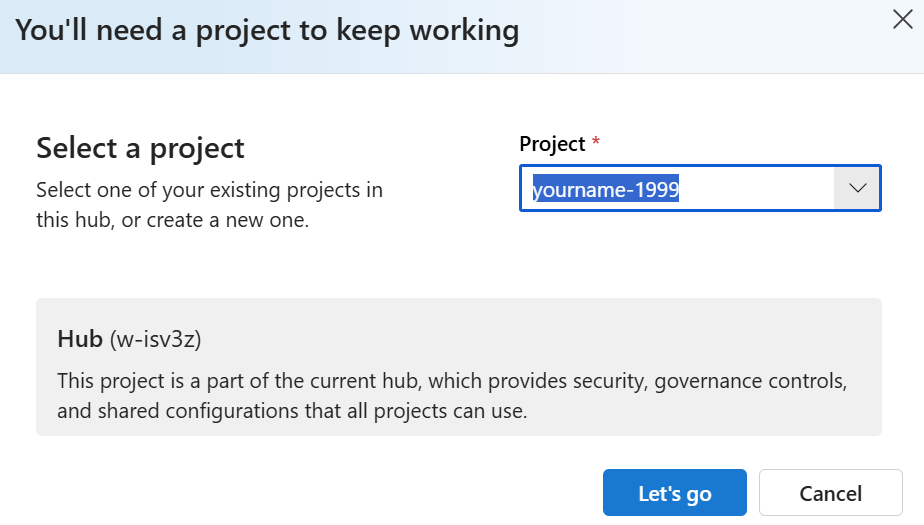 You'll need a project to keep working
Select a project
Select one of your existing projects in
this hub, or create a new one.
Project *
yourname-1999
Hub (w-isv3z)
This project is a part of the current hub, which provides security, governance controls,
and shared configurations that all projects can use.
Let's go
Cancel